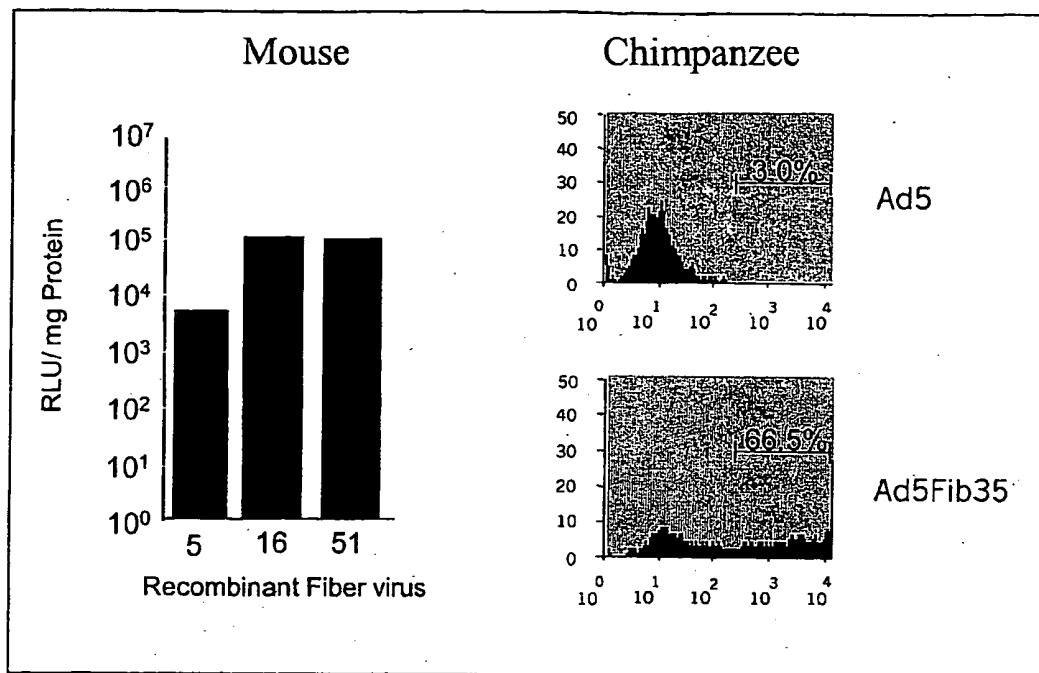 Mouse
RLU/ mg Protein
10⁷
10⁶
10⁵
10⁴
10³
10²
10¹
10⁰
5 16 51
Recombinant Fiber virus
Chimpanzee
50
40
30
20
10
0
3.0%
10⁰ 10¹ 10² 10³ 10⁴
Ad5
50
40
30
20
10
0
66.5%
10⁰ 10¹ 10² 10³ 10⁴
Ad5Fib35